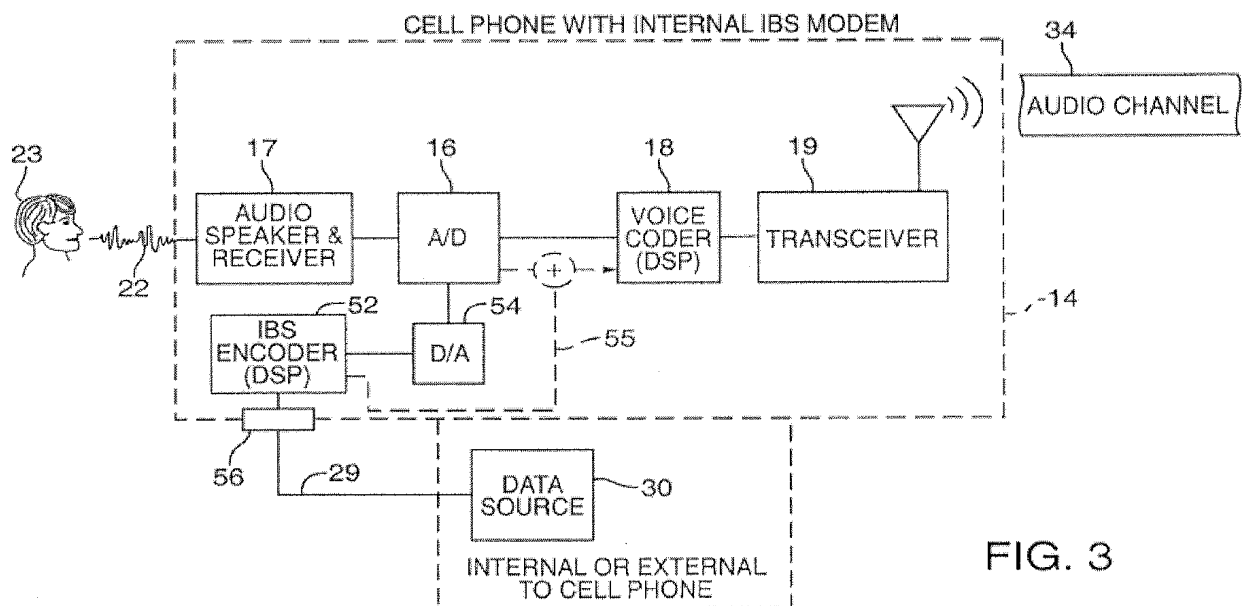 CELL PHONE WITH INTERNAL IBS MODEM
34
AUDIO CHANNEL
23
22
17
AUDIO
SPEAKER &
RECEIVER
16
A/D
18
VOICE
CODER
(DSP)
19
TRANSCEIVER
+
52
IBS
ENCODER
(DSP)
54
D/A
55
14
56
29
DATA
SOURCE
30
INTERNAL OR EXTERNAL
TO CELL PHONE
FIG. 3